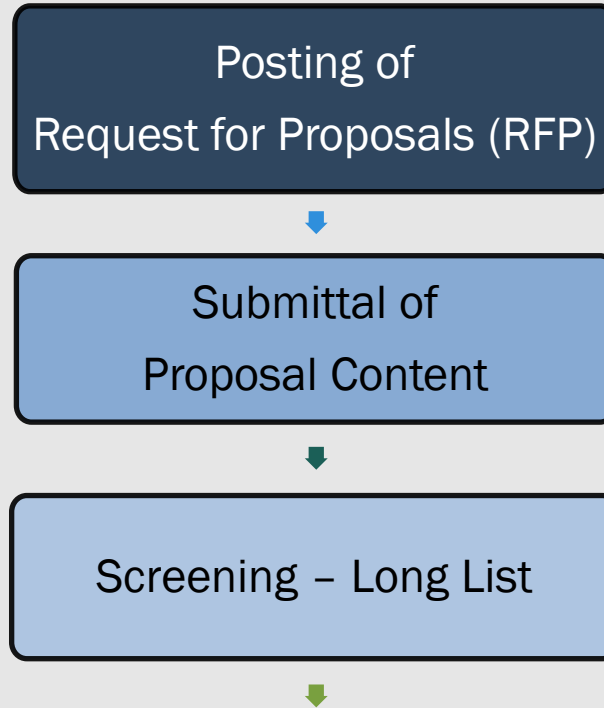 Posting of
Request for Proposals (RFP)
Submittal of
Proposal Content
Screening – Long List